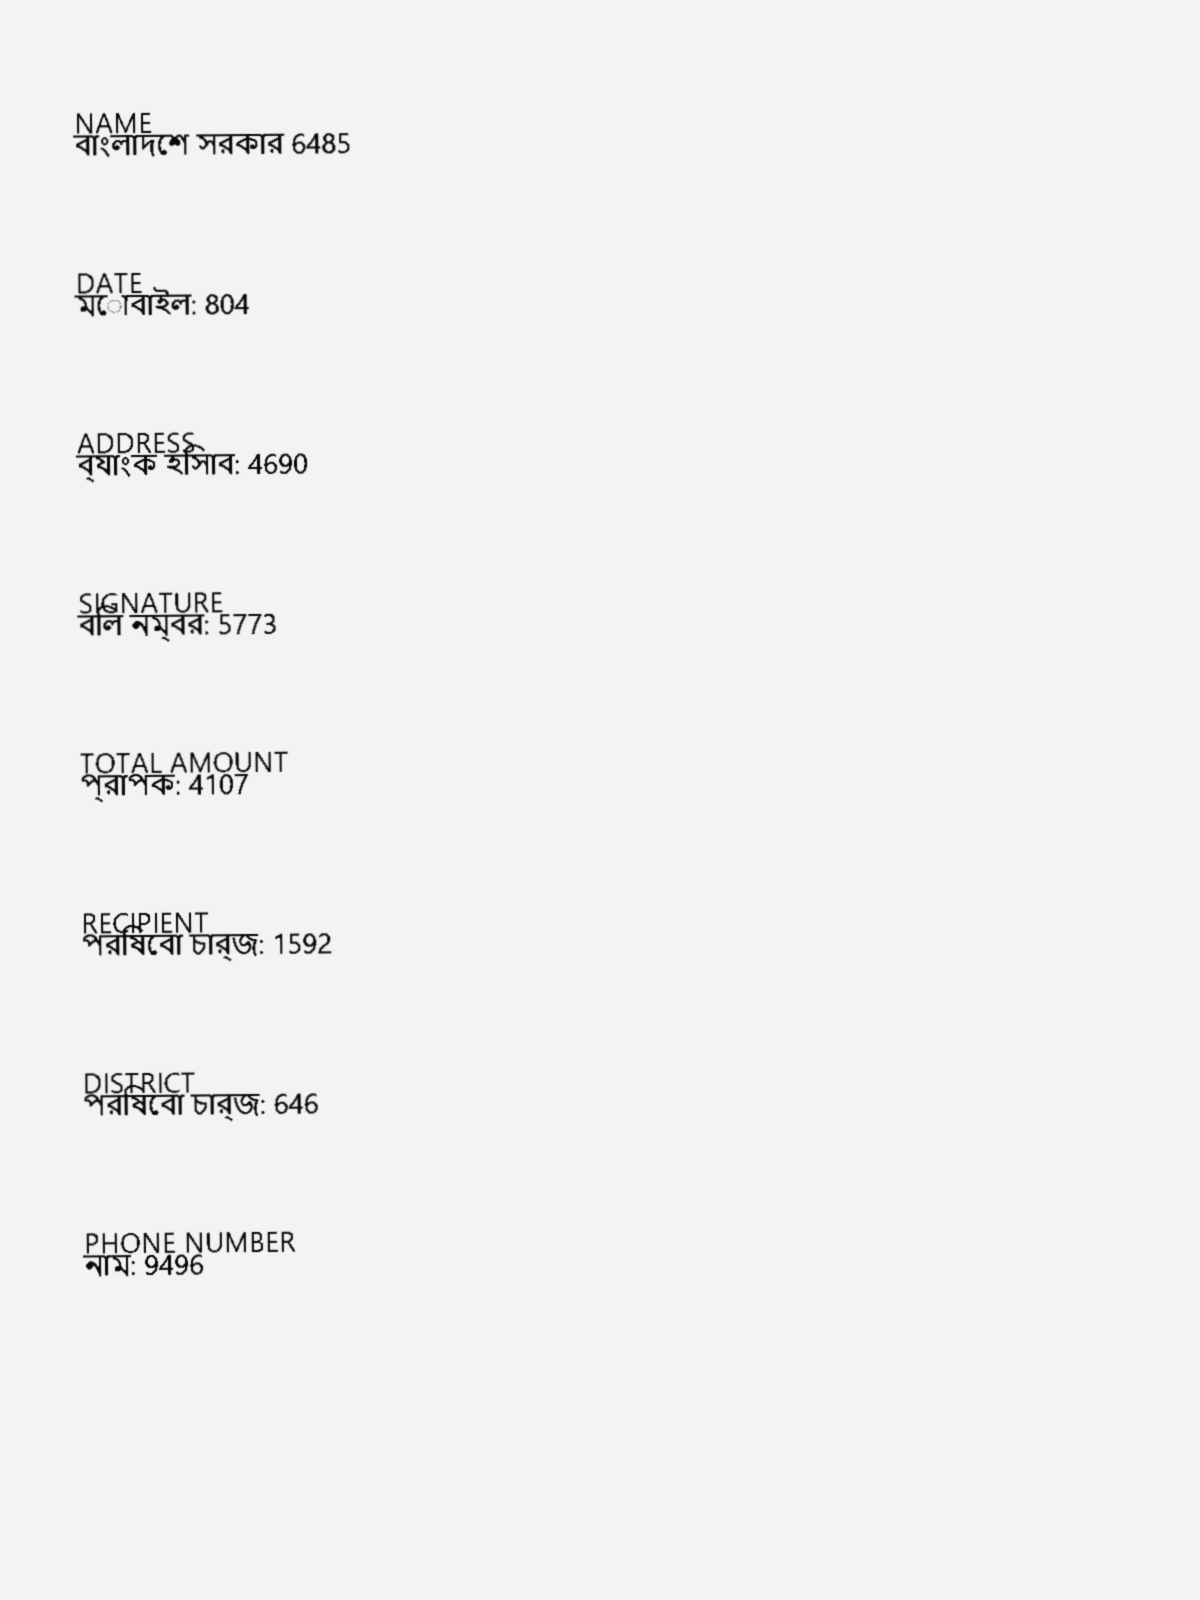 NAME
বাংলাদেশ সরকার 6485
DATE
মোবাইল: 804
ADDRESS
ব্যাংক হিসাব: 4690
SIGNATURE
বিল নম্বর: 5773
TOTAL AMOUNT
প্রাপক: 4107
RECIPIENT
পরিষেবা চার্জ: 1592
DISTRICT
পরিষেবা চার্জ: 646
PHONE NUMBER
নাম: 9496